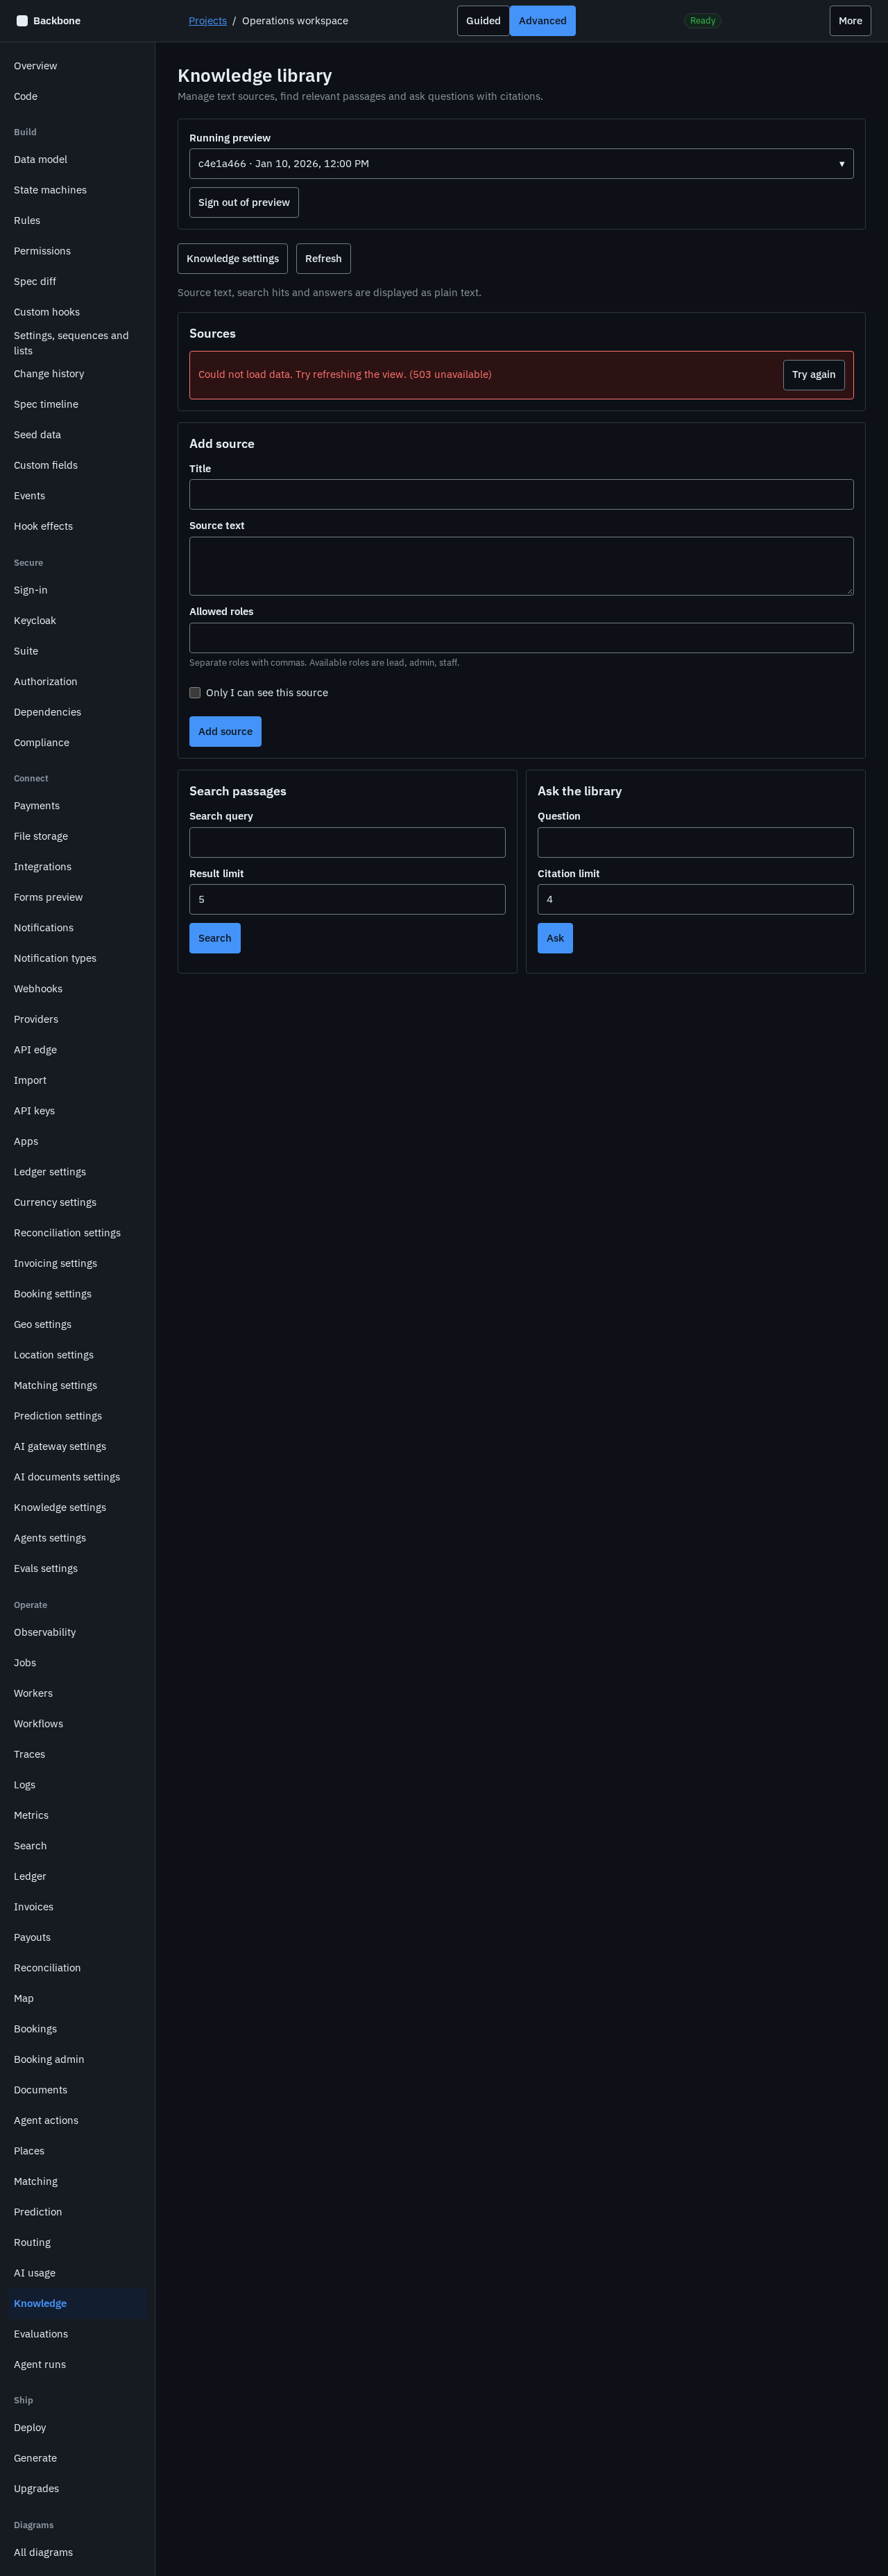 Backbone
Projects / Operations workspace
Guided
Advanced
Ready
More
Overview
Code
Build
Data model
State machines
Rules
Permissions
Spec diff
Custom hooks
Settings, sequences and
lists
Change history
Spec timeline
Seed data
Custom fields
Events
Hook effects
Secure
Sign-in
Keycloak
Suite
Authorization
Dependencies
Compliance
Connect
Payments
File storage
Integrations
Forms preview
Notifications
Notification types
Webhooks
Providers
API edge
Import
API keys
Apps
Ledger settings
Currency settings
Reconciliation settings
Invoicing settings
Booking settings
Geo settings
Location settings
Matching settings
Prediction settings
AI gateway settings
AI documents settings
Knowledge settings
Agents settings
Evals settings
Operate
Observability
Jobs
Workers
Workflows
Traces
Logs
Metrics
Search
Ledger
Invoices
Payouts
Reconciliation
Map
Bookings
Booking admin
Documents
Agent actions
Places
Matching
Prediction
Routing
AI usage
Knowledge
Evaluations
Agent runs
Ship
Deploy
Generate
Upgrades
Diagrams
All diagrams
Knowledge library
Manage text sources, find relevant passages and ask questions with citations.
Running preview
c4e1a466 · Jan 10, 2026, 12:00 PM
Sign out of preview
Knowledge settings
Refresh
Source text, search hits and answers are displayed as plain text.
Sources
Could not load data. Try refreshing the view. (503 unavailable)
Try again
Add source
Title
Source text
Allowed roles
Separate roles with commas. Available roles are lead, admin, staff.
Only I can see this source
Add source
Search passages
Search query
Result limit
5
Search
Ask the library
Question
Citation limit
4
Ask